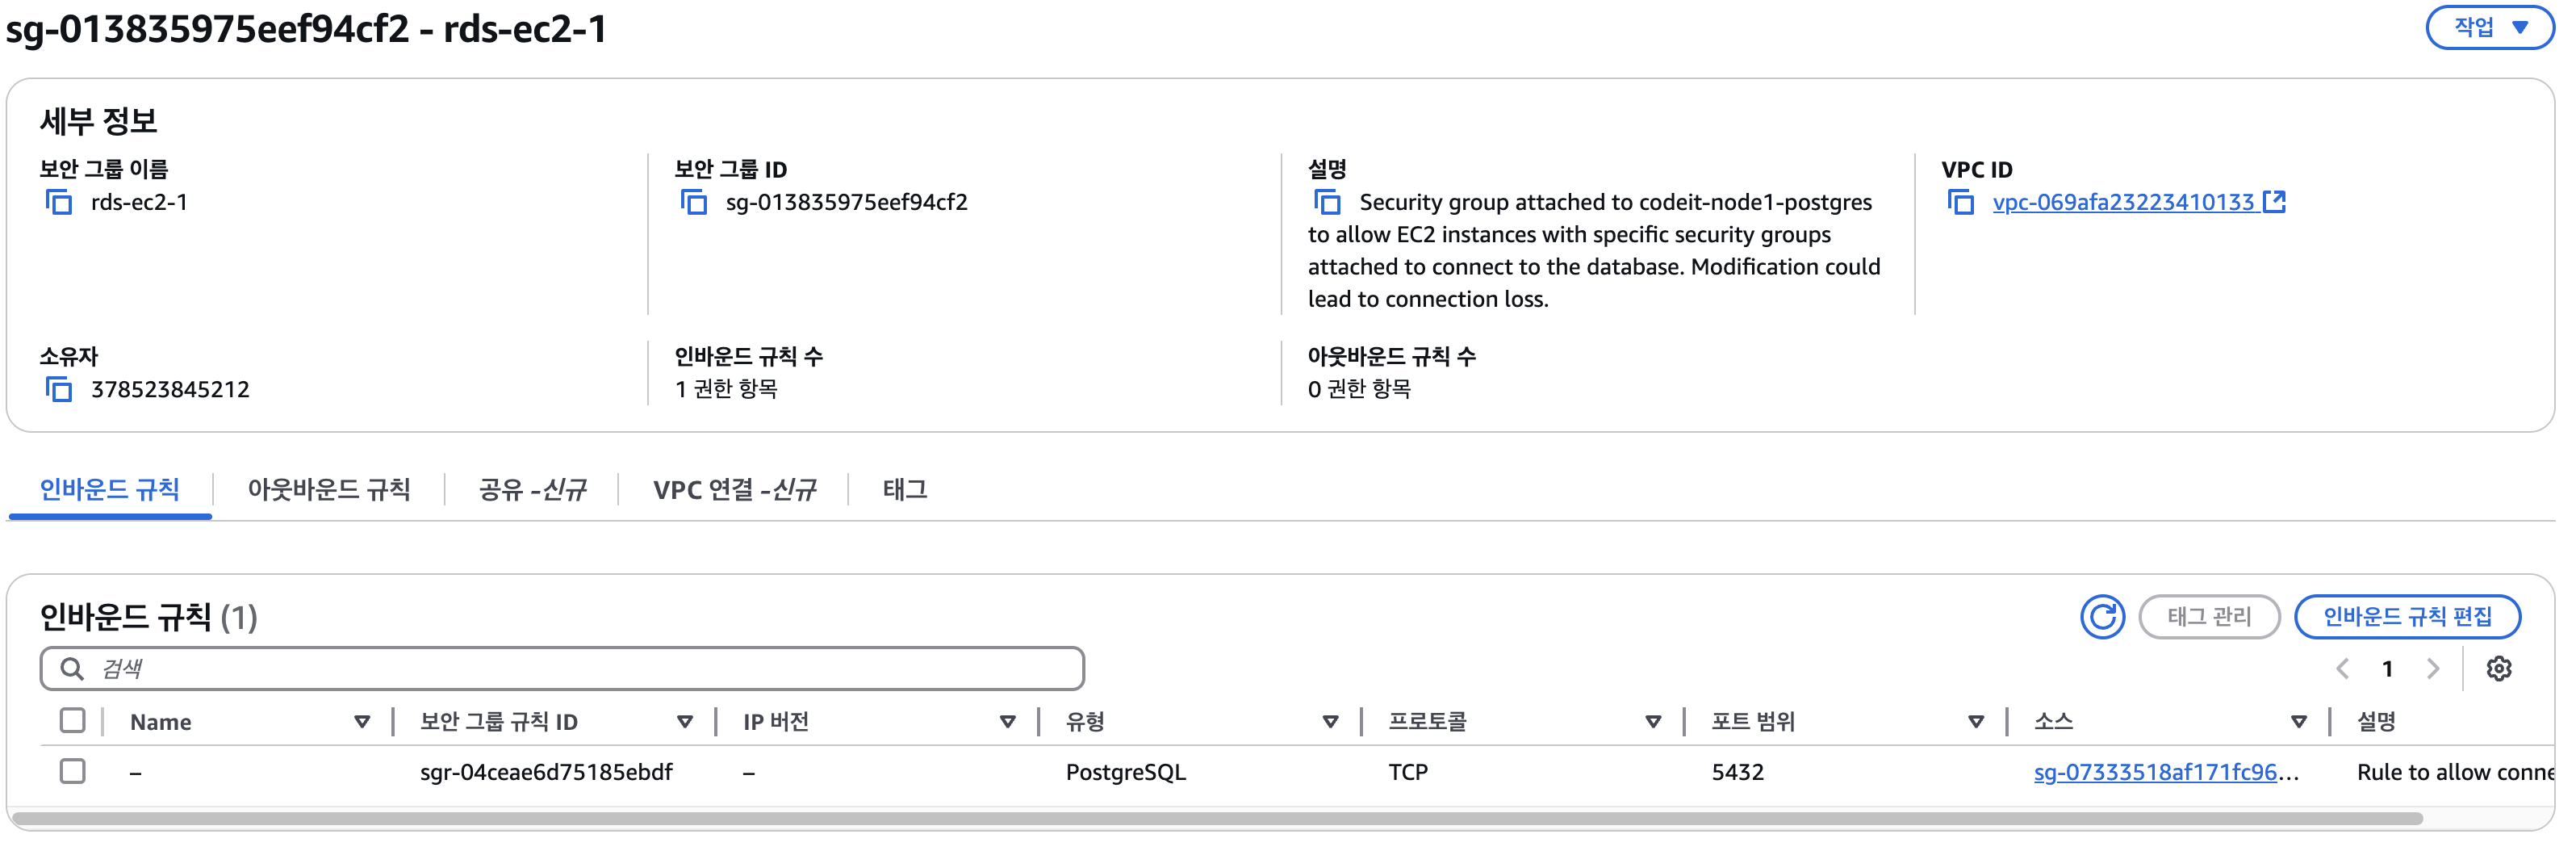 sg-013835975eef94cf2 - rds-ec2-1
작업
세부 정보
보안 그룹 이름
rds-ec2-1
보안 그룹 ID
sg-013835975eef94cf2
설명
Security group attached to codeit-node1-postgres
to allow EC2 instances with specific security groups
attached to connect to the database. Modification could
lead to connection loss.
VPC ID
vpc-069afa23223410133
소유자
378523845212
인바운드 규칙 수
1 권한 항목
아웃바운드 규칙 수
0 권한 항목
인바운드 규칙
아웃바운드 규칙
공유 -신규
VPC 연결 -신규
태그
인바운드 규칙 (1)
태그 관리
인바운드 규칙 편집
검색
1
Name 보안 그룹 규칙 ID IP 버전 유형 프로토콜 포트 범위 소스 설명
– sgr-04ceae6d75185ebdf – PostgreSQL TCP 5432 sg-07333518af171fc96... Rule to allow conne